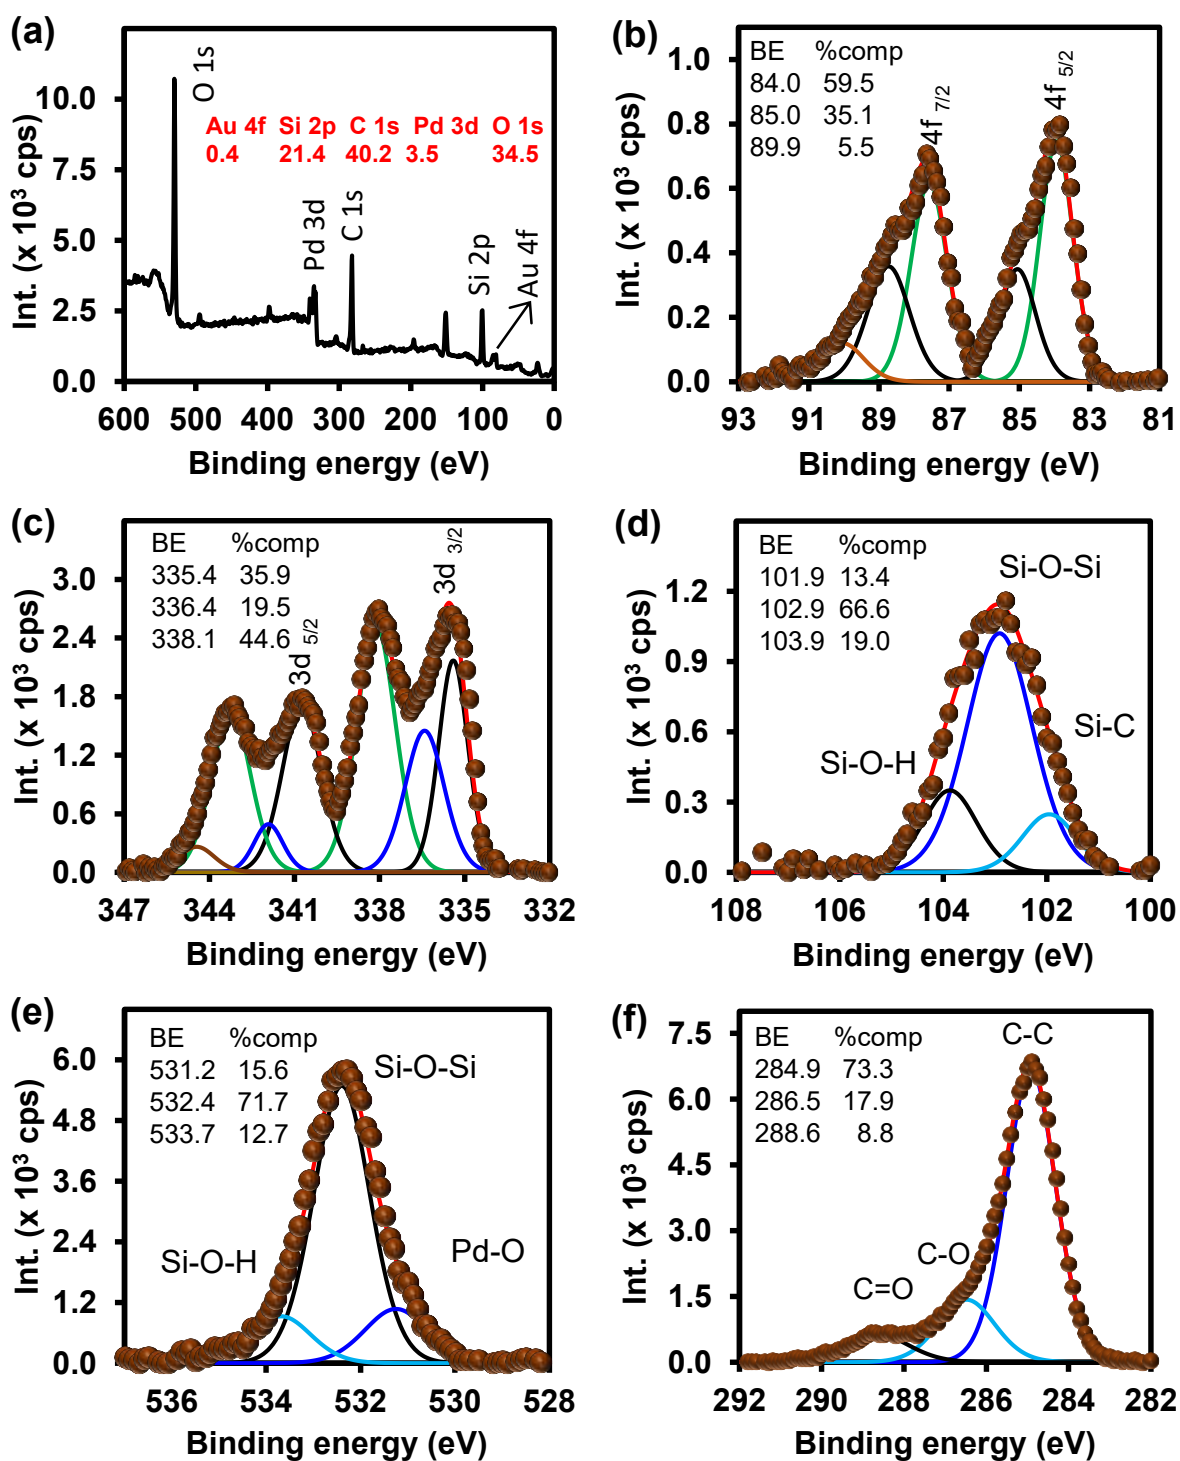 (a)
Int. (x 10³ cps)
10.0
7.5
5.0
2.5
0.0
O 1s
Au 4f Si 2p C 1s Pd 3d O 1s
0.4 21.4 40.2 3.5 34.5
Pd 3d
C 1s
Si 2p
Au 4f
600 500 400 300 200 100 0
Binding energy (eV)
(b)
Int. (x 10³ cps)
1.0
0.8
0.6
0.4
0.2
0.0
BE %comp
84.0 59.5
85.0 35.1
89.9 5.5
4f 7/2
4f 5/2
93 91 89 87 85 83 81
Binding energy (eV)
(c)
Int. (x 10³ cps)
3.0
2.4
1.8
1.2
0.6
0.0
BE %comp
335.4 35.9
336.4 19.5
338.1 44.6
3d 5/2
3d 3/2
347 344 341 338 335 332
Binding energy (eV)
(d)
Int. (x 10³ cps)
1.2
0.9
0.6
0.3
0.0
BE %comp
101.9 13.4
102.9 66.6
103.9 19.0
Si-O-Si
Si-C
Si-O-H
108 106 104 102 100
Binding energy (eV)
(e)
Int. (x 10³ cps)
6.0
4.8
3.6
2.4
1.2
0.0
BE %comp
531.2 15.6
532.4 71.7
533.7 12.7
Si-O-Si
Si-O-H
Pd-O
536 534 532 530 528
Binding energy (eV)
(f)
Int. (x 10³ cps)
7.5
6.0
4.5
3.0
1.5
0.0
BE %comp
284.9 73.3
286.5 17.9
288.6 8.8
C-C
C-O
C=O
292 290 288 286 284 282
Binding energy (eV)